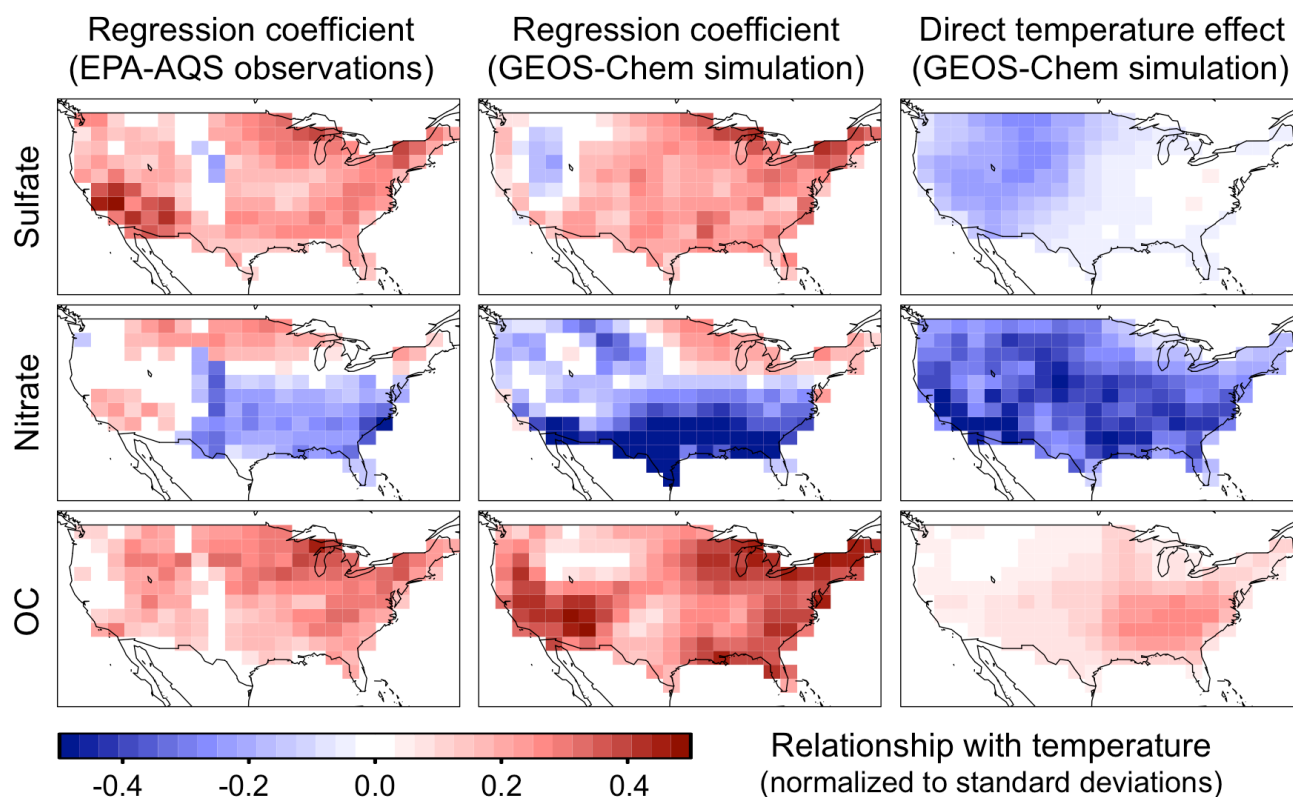 Regression coefficient
(EPA-AQS observations)
Regression coefficient
(GEOS-Chem simulation)
Direct temperature effect
(GEOS-Chem simulation)
Sulfate
Nitrate
OC
-0.4 -0.2 0.0 0.2 0.4
Relationship with temperature
(normalized to standard deviations)